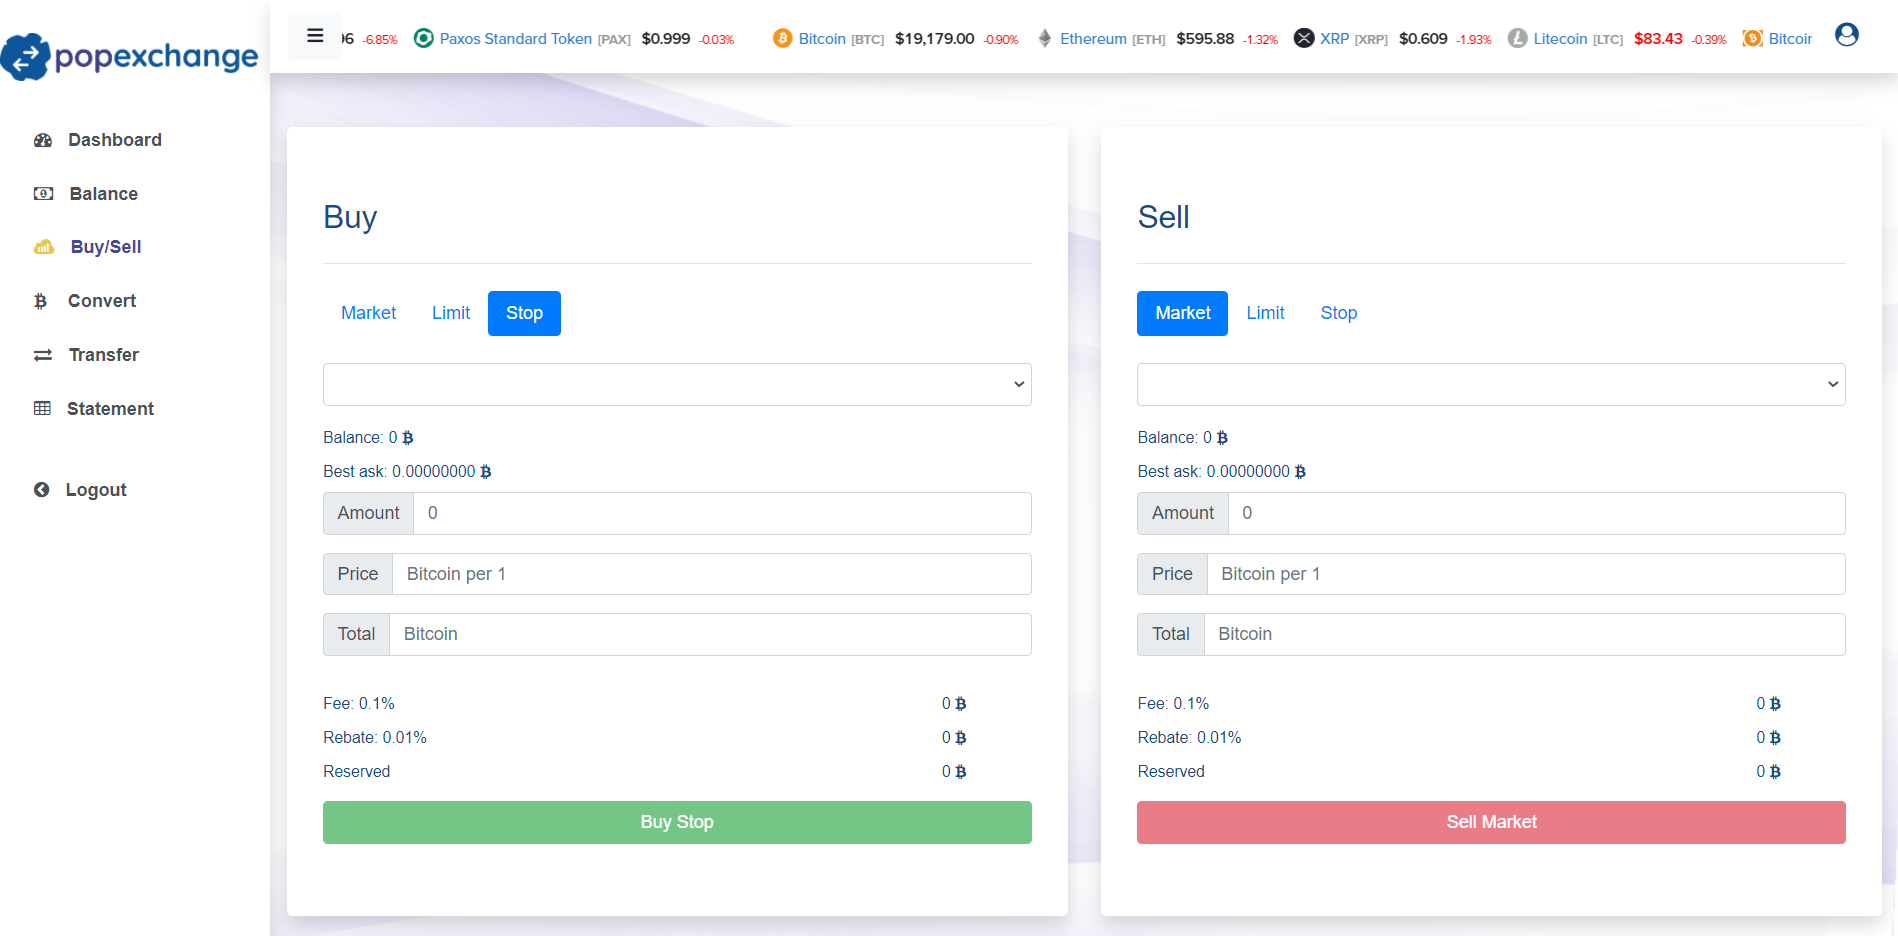 popexchange
96 -6.85% Paxos Standard Token [PAX] $0.999 -0.03% Bitcoin [BTC] $19,179.00 -0.90% Ethereum [ETH] $595.88 -1.32% XRP [XRP] $0.609 -1.93% Litecoin [LTC] $83.43 -0.39% Bitcoin
Dashboard
Balance
Buy/Sell
Convert
Transfer
Statement
Logout
Buy
Market Limit Stop
Balance: 0
Best ask: 0.00000000
Amount 0
Price Bitcoin per 1
Total Bitcoin
Fee: 0.1% 0
Rebate: 0.01% 0
Reserved 0
Buy Stop
Sell
Market Limit Stop
Balance: 0
Best ask: 0.00000000
Amount 0
Price Bitcoin per 1
Total Bitcoin
Fee: 0.1% 0
Rebate: 0.01% 0
Reserved 0
Sell Market